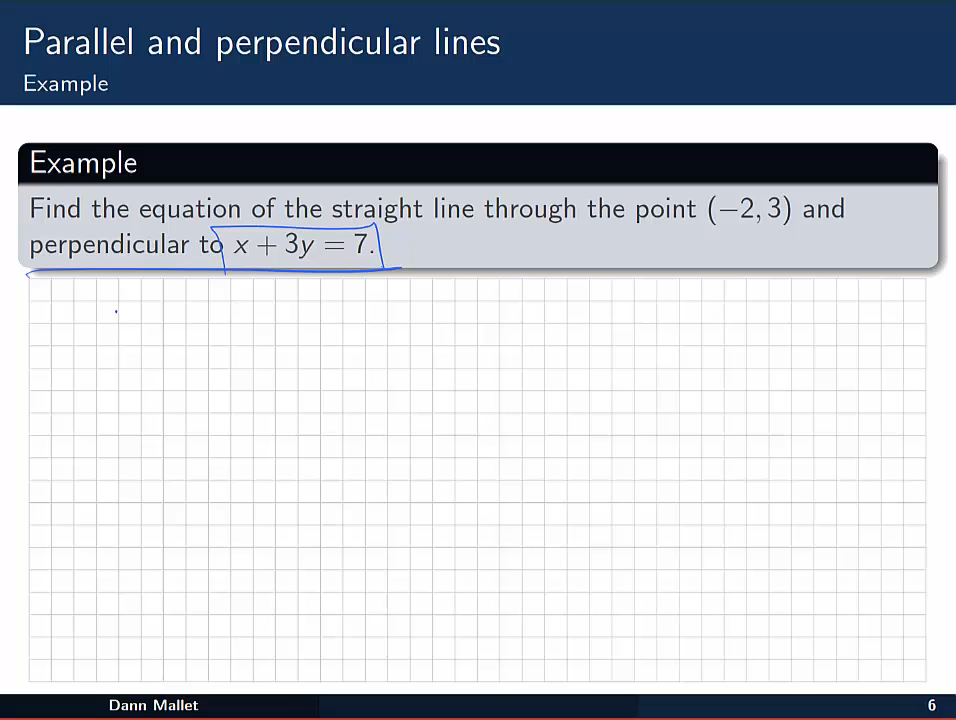 Parallel and perpendicular lines
Example
Example
Find the equation of the straight line through the point (−2, 3) and
perpendicular to x + 3y = 7.
Dann Mallet
6